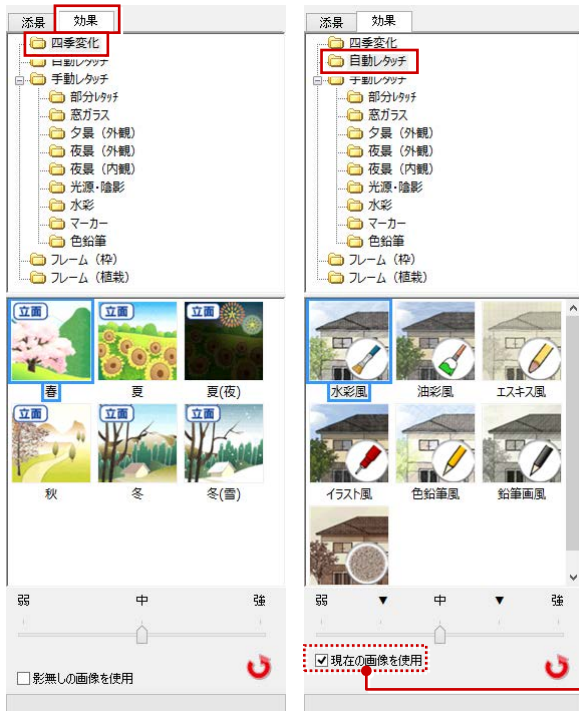 添景 効果
四季変化
自動レタッチ
手動レタッチ
部分レタッチ
窓ガラス
夕景（外観）
夜景（外観）
夜景（内観）
光源・陰影
水彩
マーカー
色鉛筆
フレーム（枠）
フレーム（植栽）
立面 立面 立面
春 夏 夏(夜)
立面 立面 立面
秋 冬 冬(雪)
弱 中 強
影無しの画像を使用
添景 効果
四季変化
自動レタッチ
手動レタッチ
部分レタッチ
窓ガラス
夕景（外観）
夜景（外観）
夜景（内観）
光源・陰影
水彩
マーカー
色鉛筆
フレーム（枠）
フレーム（植栽）
水彩風 油彩風 エスキス風
イラスト風 色鉛筆風 鉛筆画風
弱 ▼ 中 ▼ 強
現在の画像を使用